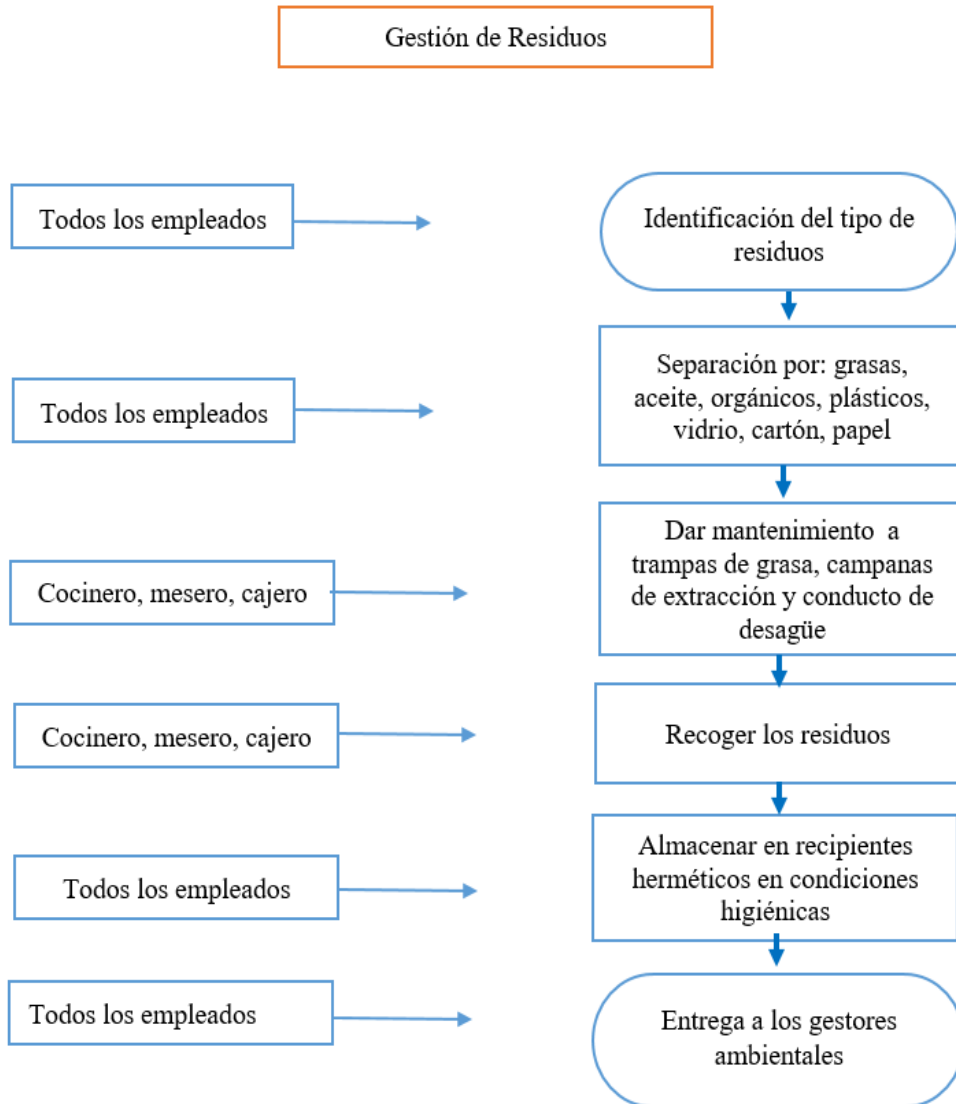 Gestión de Residuos
Todos los empleados
Identificación del tipo de
residuos
Todos los empleados
Separación por: grasas,
aceite, orgánicos, plásticos,
vidrio, cartón, papel
Cocinero, mesero, cajero
Dar mantenimiento a
trampas de grasa, campanas
de extracción y conducto de
desagüe
Cocinero, mesero, cajero
Recoger los residuos
Todos los empleados
Almacenar en recipientes
herméticos en condiciones
higiénicas
Todos los empleados
Entrega a los gestores
ambientales